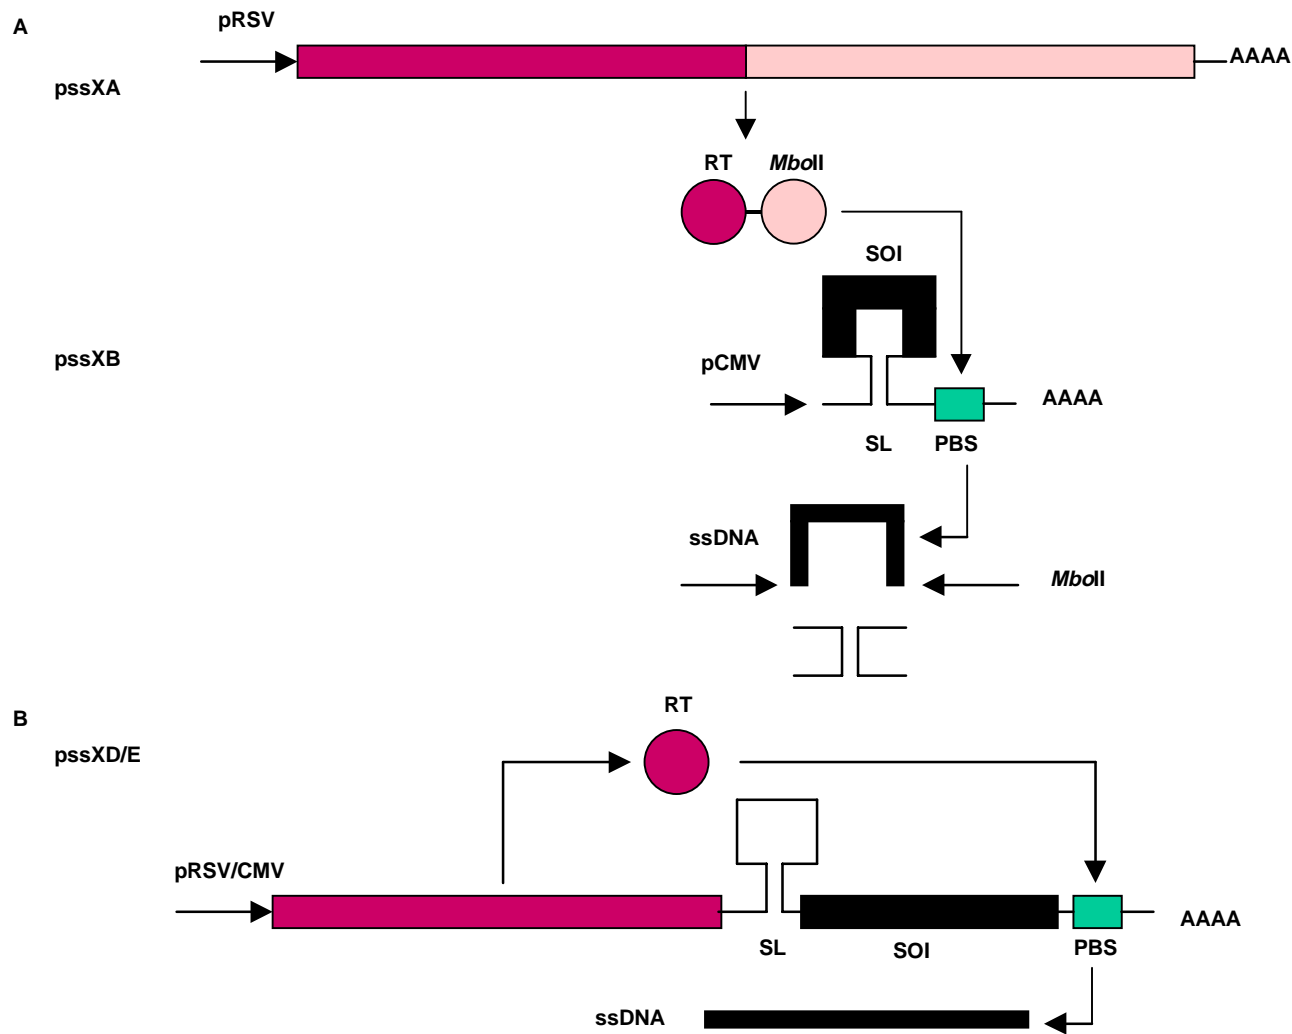 A
pRSV
AAAA
pssXA
RT MboII
SOI
pssXB
pCMV
AAAA
SL PBS
ssDNA
MboII
B
RT
pssXD/E
pRSV/CMV
AAAA
SL SOI PBS
ssDNA